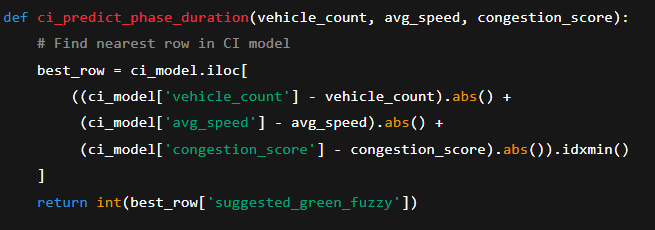 def ci_predict_phase_duration(vehicle_count, avg_speed, congestion_score):
    # Find nearest row in CI model
    best_row = ci_model.iloc[
        ((ci_model['vehicle_count'] - vehicle_count).abs() +
         (ci_model['avg_speed'] - avg_speed).abs() +
         (ci_model['congestion_score'] - congestion_score).abs()).idxmin()
    ]
    return int(best_row['suggested_green_fuzzy'])